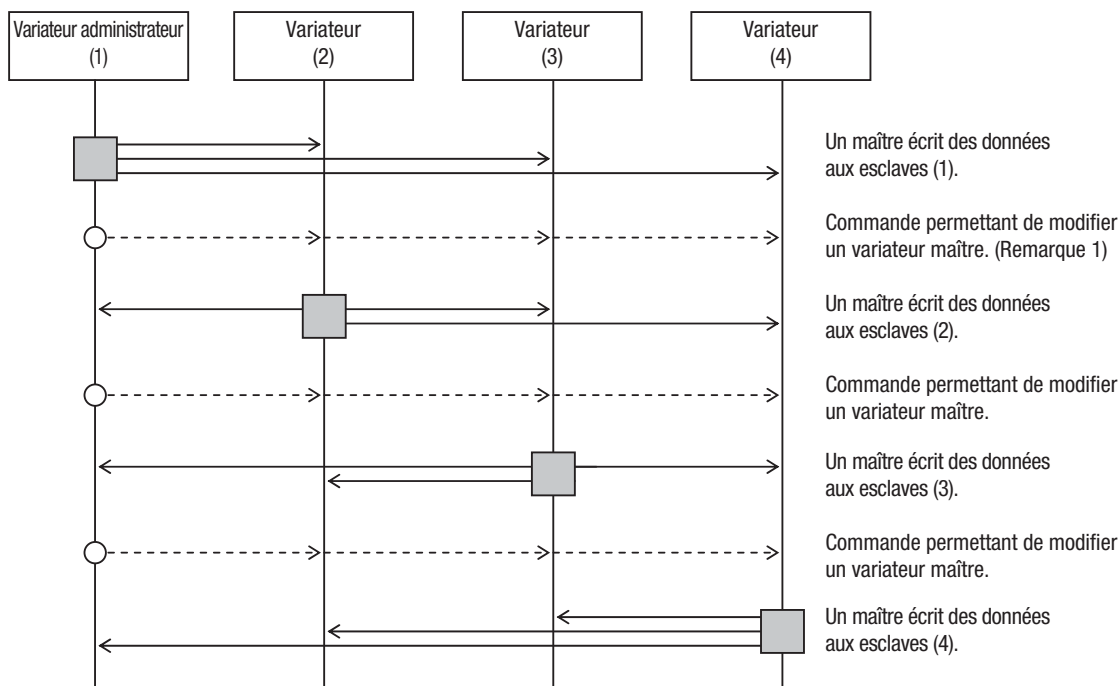 Variateur administrateur
(1)
Variateur
(2)
Variateur
(3)
Variateur
(4)
Un maître écrit des données
aux esclaves (1).
Commande permettant de modifier
un variateur maître. (Remarque 1)
Un maître écrit des données
aux esclaves (2).
Commande permettant de modifier
un variateur maître.
Un maître écrit des données
aux esclaves (3).
Commande permettant de modifier
un variateur maître.
Un maître écrit des données
aux esclaves (4).